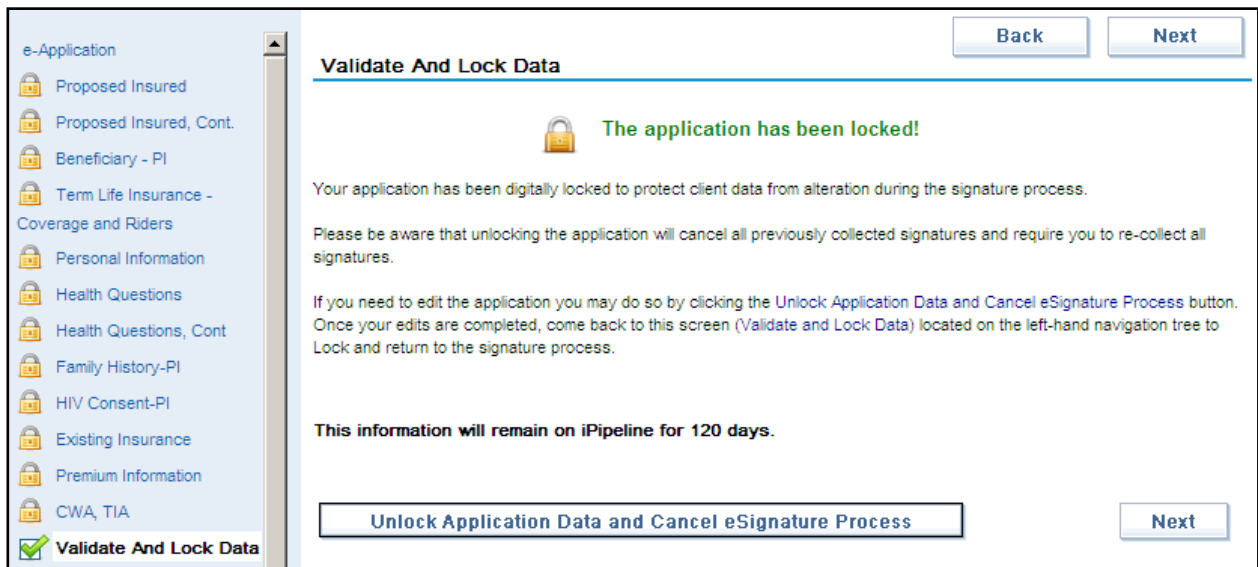 e-Application
Proposed Insured
Proposed Insured, Cont.
Beneficiary - PI
Term Life Insurance -
Coverage and Riders
Personal Information
Health Questions
Health Questions, Cont
Family History-PI
HIV Consent-PI
Existing Insurance
Premium Information
CWA, TIA
Validate And Lock Data
Back
Next
Validate And Lock Data
The application has been locked!
Your application has been digitally locked to protect client data from alteration during the signature process.
Please be aware that unlocking the application will cancel all previously collected signatures and require you to re-collect all
signatures.
If you need to edit the application you may do so by clicking the Unlock Application Data and Cancel eSignature Process button.
Once your edits are completed, come back to this screen (Validate and Lock Data) located on the left-hand navigation tree to
Lock and return to the signature process.
This information will remain on iPipeline for 120 days.
Unlock Application Data and Cancel eSignature Process
Next